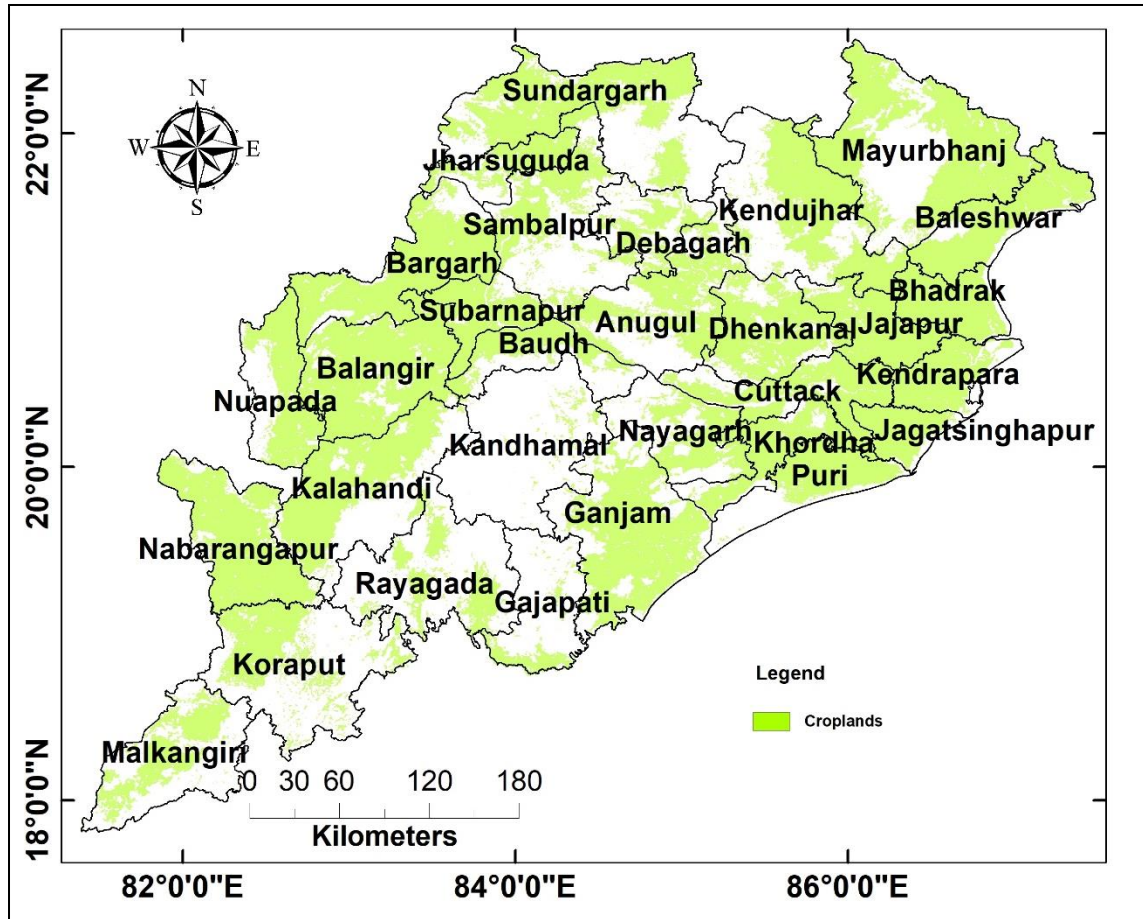 N
W
E
S
22°0'0"N
20°0'0"N
18°0'0"N
Sundargarh
Jharsuguda
Mayurbhanj
Sambalpur
Kendujhar
Baleshwar
Debagarh
Bargarh
Bhadrak
Subarnapur
Anugul
Dhenkanal
Jajapur
Baudh
Balangir
Kendrapara
Cuttack
Nuapada
Kandhamal
Nayagarh
Khordha
Jagatsinghapur
Puri
Kalahandi
Ganjam
Nabarangapur
Rayagada
Gajapati
Koraput
Legend
Croplands
Malkangiri
0 30 60 120 180
Kilometers
82°0'0"E 84°0'0"E 86°0'0"E